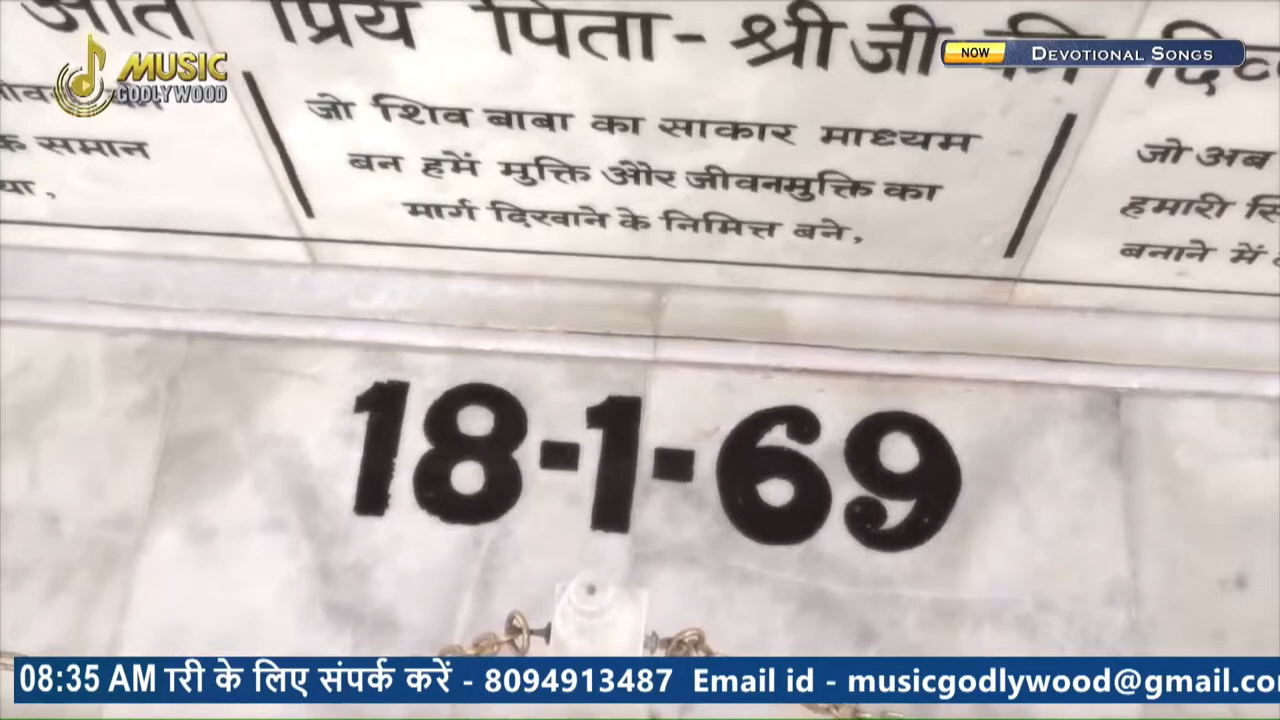 अति प्रिय पिता-श्री जी की
MUSIC
GODLYWOOD
NOW
DEVOTIONAL SONGS
जो शिव बाबा का साकार माध्यम
बन हमें मुक्ति और जीवनमुक्ति का
मार्ग दिखाने के निमित्त बने,
के समान
जो अब
हमारी
बनाने में
18-1-69
08:35 AM
री के लिए संपर्क करें - 8094913487 Email id - musicgodlywood@gmail.co